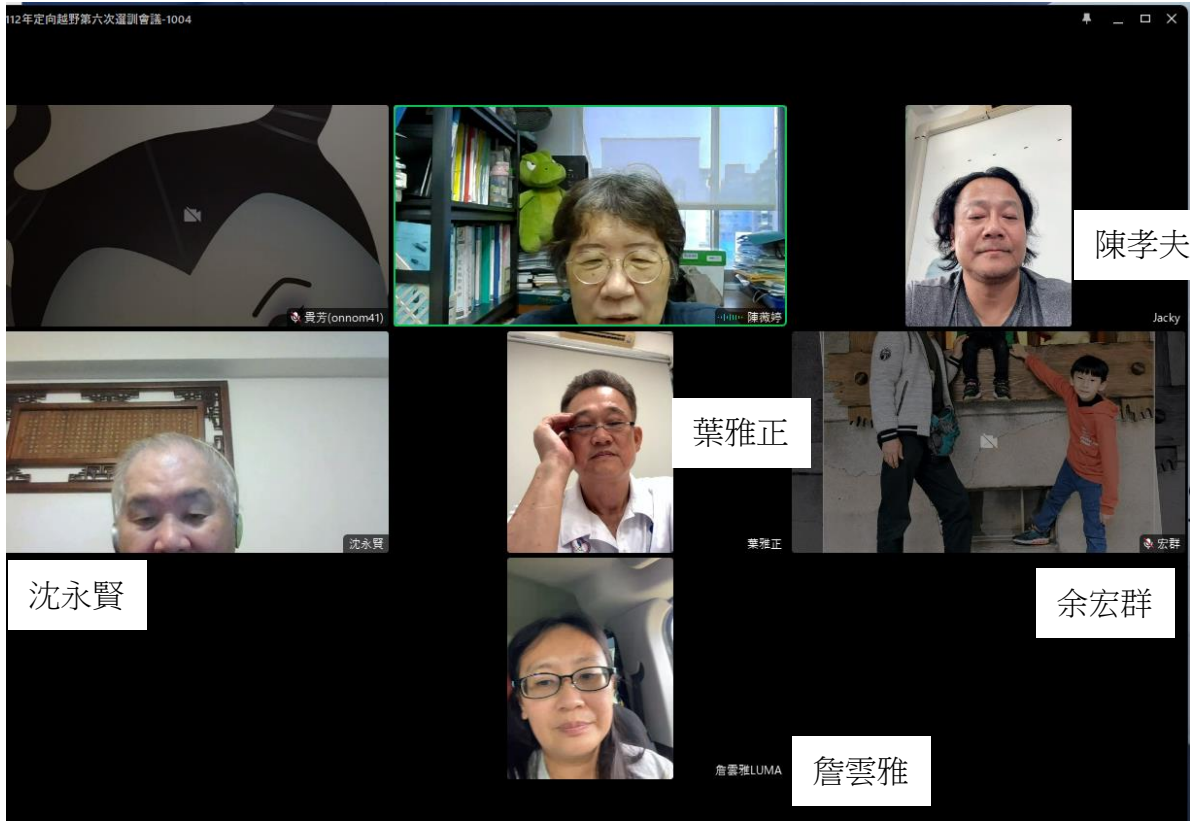 112年定向越野第六次選訓會議-1004
貴芳(onnom41)
陳薇婷
陳孝夫
Jacky
沈永賢
葉雅正
葉雅正
宏群
沈永賢
余宏群
詹雲雅LUMA
詹雲雅